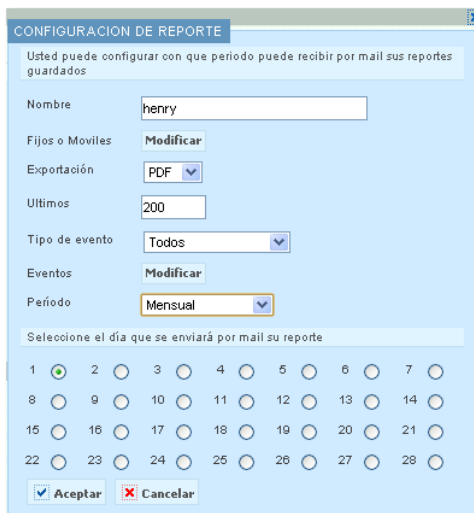 CONFIGURACION DE REPORTE
Usted puede configurar con que periodo puede recibir por mail sus reportes
guardados
Nombre henry
Fijos o Moviles Modificar
Exportación PDF
Ultimos 200
Tipo de evento Todos
Eventos Modificar
Período Mensual
Seleccione el día que se enviará por mail su reporte
1 2 3 4 5 6 7
8 9 10 11 12 13 14
15 16 17 18 19 20 21
22 23 24 25 26 27 28
Aceptar Cancelar